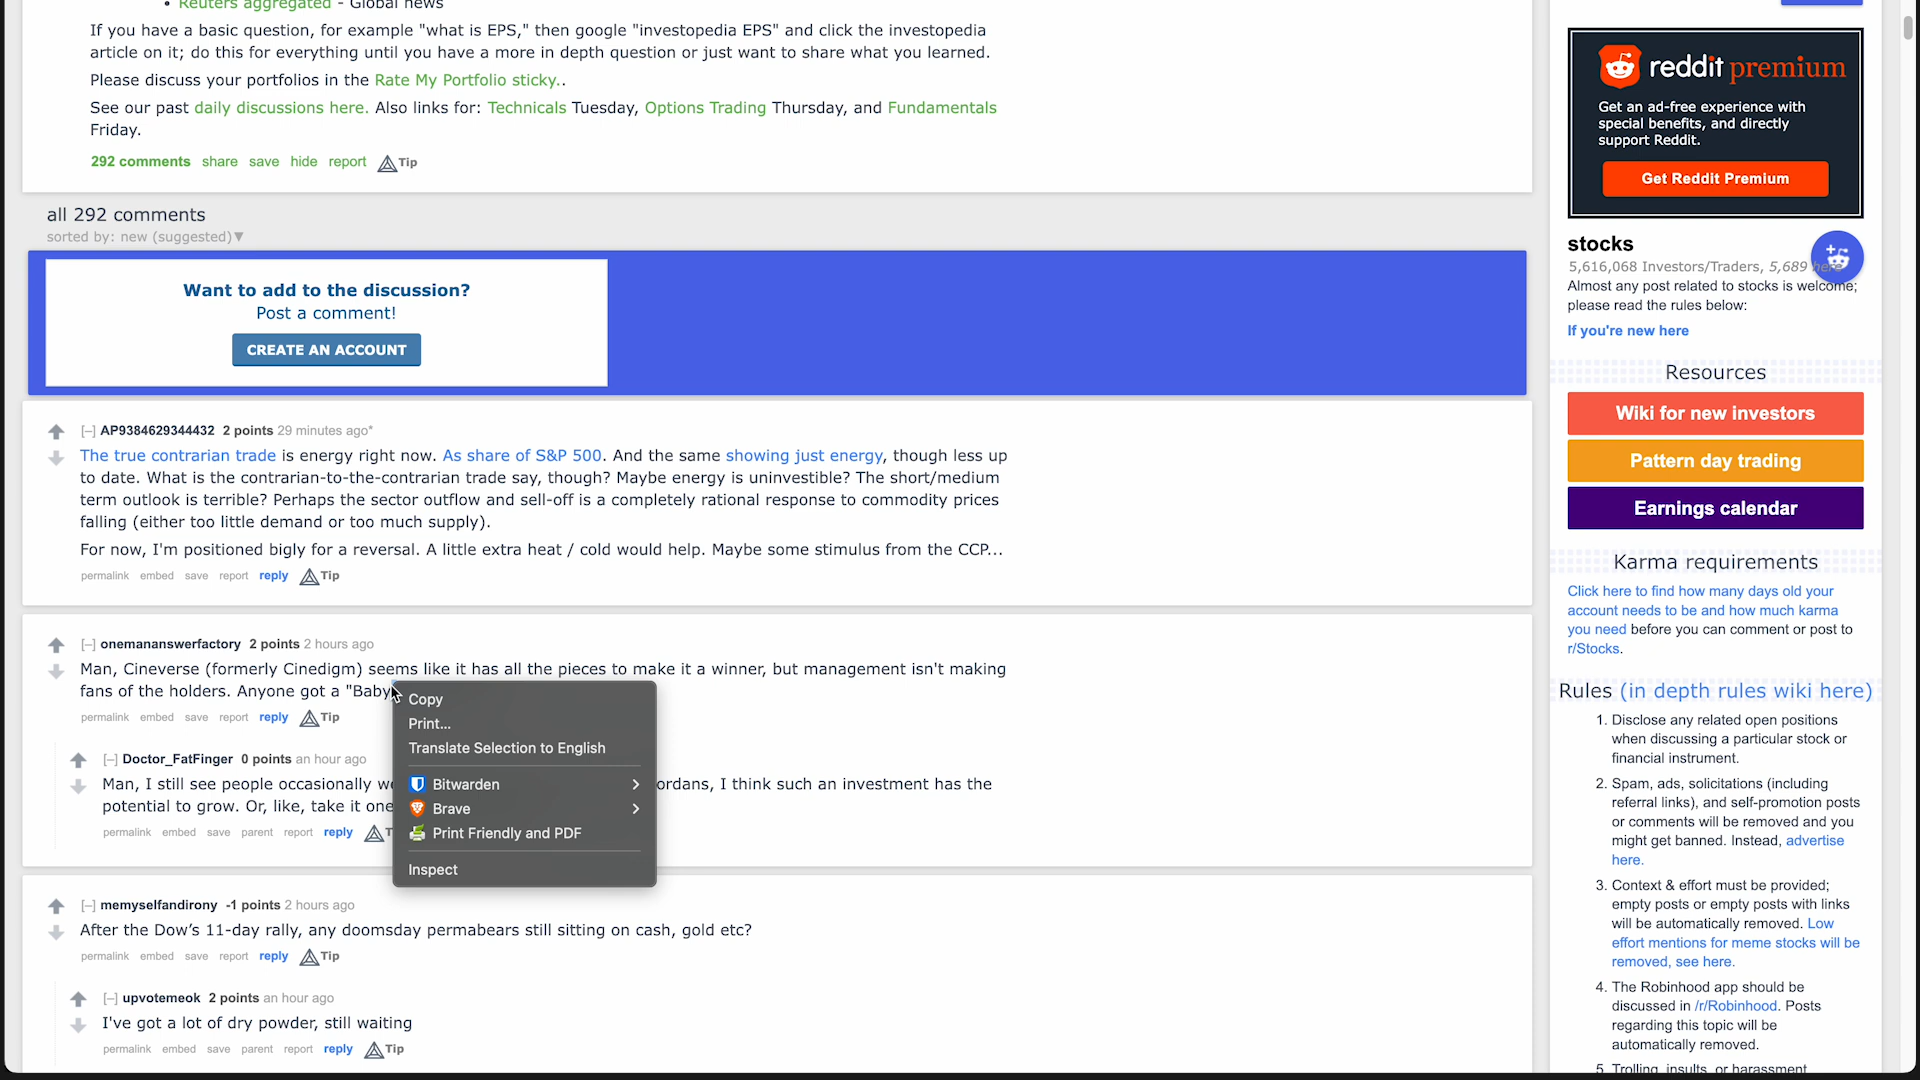 • Reuters aggregated - Global news
If you have a basic question, for example "what is EPS," then google "investopedia EPS" and click the investopedia
article on it; do this for everything until you have a more in depth question or just want to share what you learned.
Please discuss your portfolios in the Rate My Portfolio sticky..
See our past daily discussions here. Also links for: Technicals Tuesday, Options Trading Thursday, and Fundamentals
Friday.
292 comments share save hide report Tip
all 292 comments
sorted by: new (suggested)▼
Want to add to the discussion?
Post a comment!
CREATE AN ACCOUNT
[–] AP9384629344432 2 points 29 minutes ago*
The true contrarian trade is energy right now. As share of S&P 500. And the same showing just energy, though less up
to date. What is the contrarian-to-the-contrarian trade say, though? Maybe energy is uninvestible? The short/medium
term outlook is terrible? Perhaps the sector outflow and sell-off is a completely rational response to commodity prices
falling (either too little demand or too much supply).
For now, I'm positioned bigly for a reversal. A little extra heat / cold would help. Maybe some stimulus from the CCP...
permalink embed save report reply Tip
[–] onemananswerfactory 2 points 2 hours ago
Man, Cineverse (formerly Cinedigm) seems like it has all the pieces to make it a winner, but management isn't making
fans of the holders. Anyone got a "Baby
permalink embed save report reply Tip
[–] Doctor_FatFinger 0 points an hour ago
Man, I still see people occasionally we ordans, I think such an investment has the
potential to grow. Or, like, take it one
permalink embed save parent report reply T
Copy
Print...
Translate Selection to English
Bitwarden
Brave
Print Friendly and PDF
Inspect
[–] memyselfandirony -1 points 2 hours ago
After the Dow's 11-day rally, any doomsday permabears still sitting on cash, gold etc?
permalink embed save report reply Tip
[–] upvotemeok 2 points an hour ago
I've got a lot of dry powder, still waiting
permalink embed save parent report reply Tip
reddit premium
Get an ad-free experience with
special benefits, and directly
support Reddit.
Get Reddit Premium
stocks
5,616,068 Investors/Traders, 5,689 here
Almost any post related to stocks is welcome;
please read the rules below:
If you're new here
Resources
Wiki for new investors
Pattern day trading
Earnings calendar
Karma requirements
Click here to find how many days old your
account needs to be and how much karma
you need before you can comment or post to
r/Stocks.
Rules (in depth rules wiki here)
1. Disclose any related open positions
when discussing a particular stock or
financial instrument.
2. Spam, ads, solicitations (including
referral links), and self-promotion posts
or comments will be removed and you
might get banned. Instead, advertise
here.
3. Context & effort must be provided;
empty posts or empty posts with links
will be automatically removed. Low
effort mentions for meme stocks will be
removed, see here.
4. The Robinhood app should be
discussed in /r/Robinhood. Posts
regarding this topic will be
automatically removed.
5. Trolling, insults, or harassment